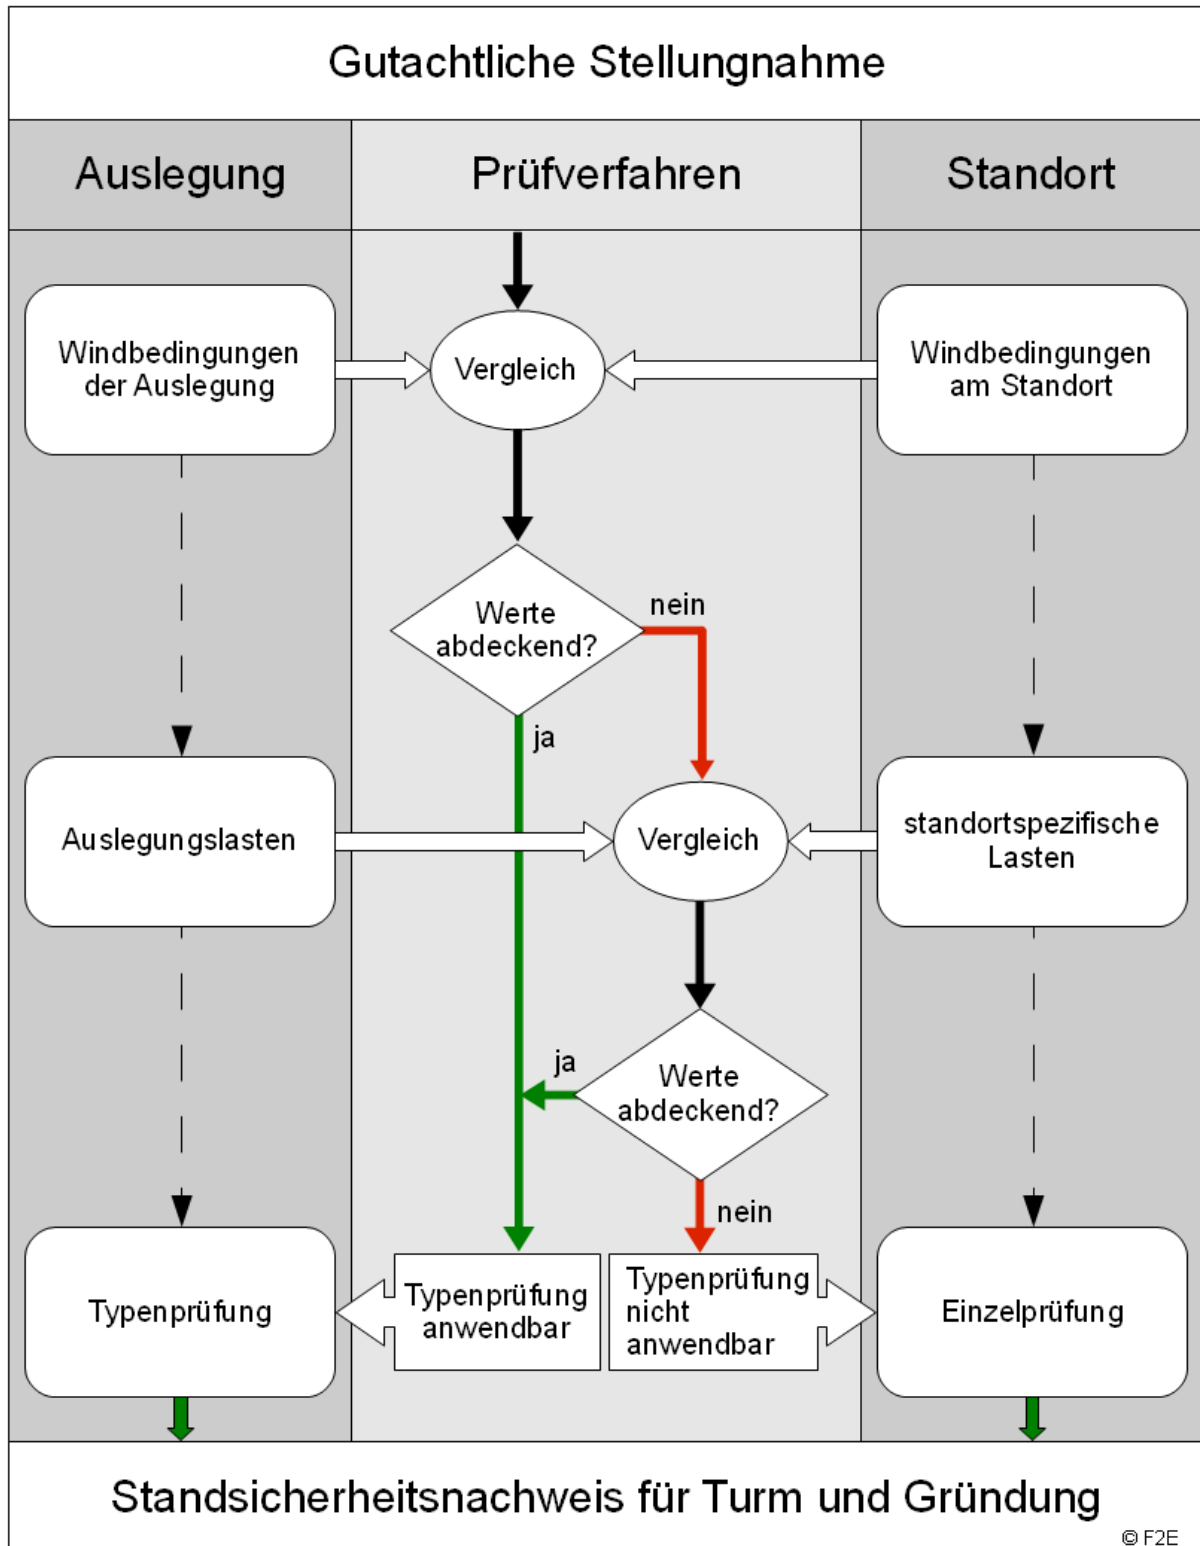 Gutachtliche Stellungnahme
Auslegung
Prüfverfahren
Standort
Windbedingungen
der Auslegung
Vergleich
Windbedingungen
am Standort
Werte
abdeckend?
nein
ja
Auslegungslasten
Vergleich
standortspezifische
Lasten
ja
Werte
abdeckend?
nein
Typenprüfung
Typenprüfung
anwendbar
Typenprüfung
nicht
anwendbar
Einzelprüfung
Standsicherheitsnachweis für Turm und Gründung
© F2E